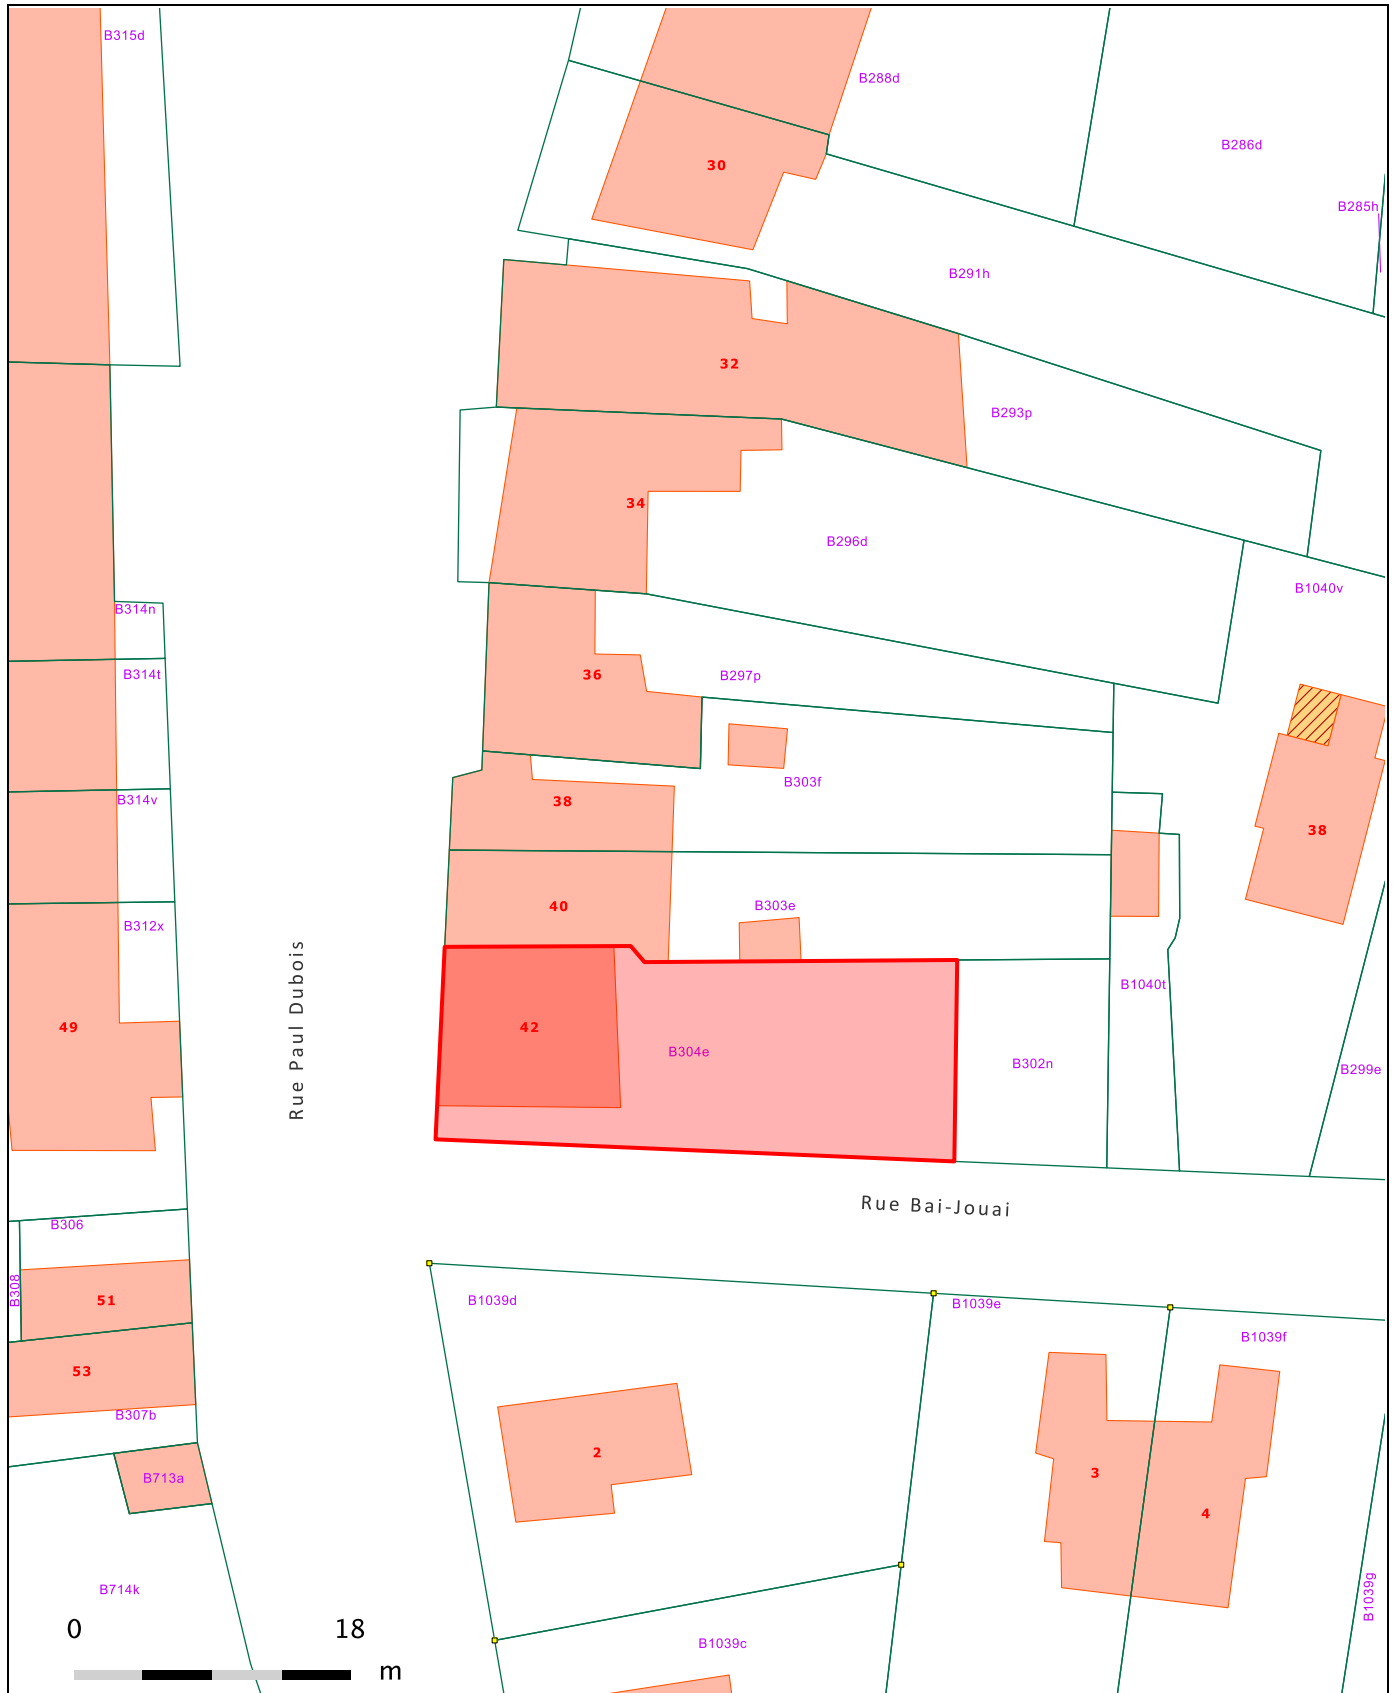 B315d
B288d
B286d
30
B285h
B291h
32
B293p
34
B296d
B1040v
B314n
B314t
36
B297p
B303f
B314v
38
38
B303e
40
B312x
B1040t
49
42
B304e
B302n
B299e
Rue Paul Dubois
Rue Bai-Jouai
B306
B308
51
B1039d
B1039e
B1039f
53
B307b
2
B713a
3
4
B714k
B1039g
B1039c
0
18
m